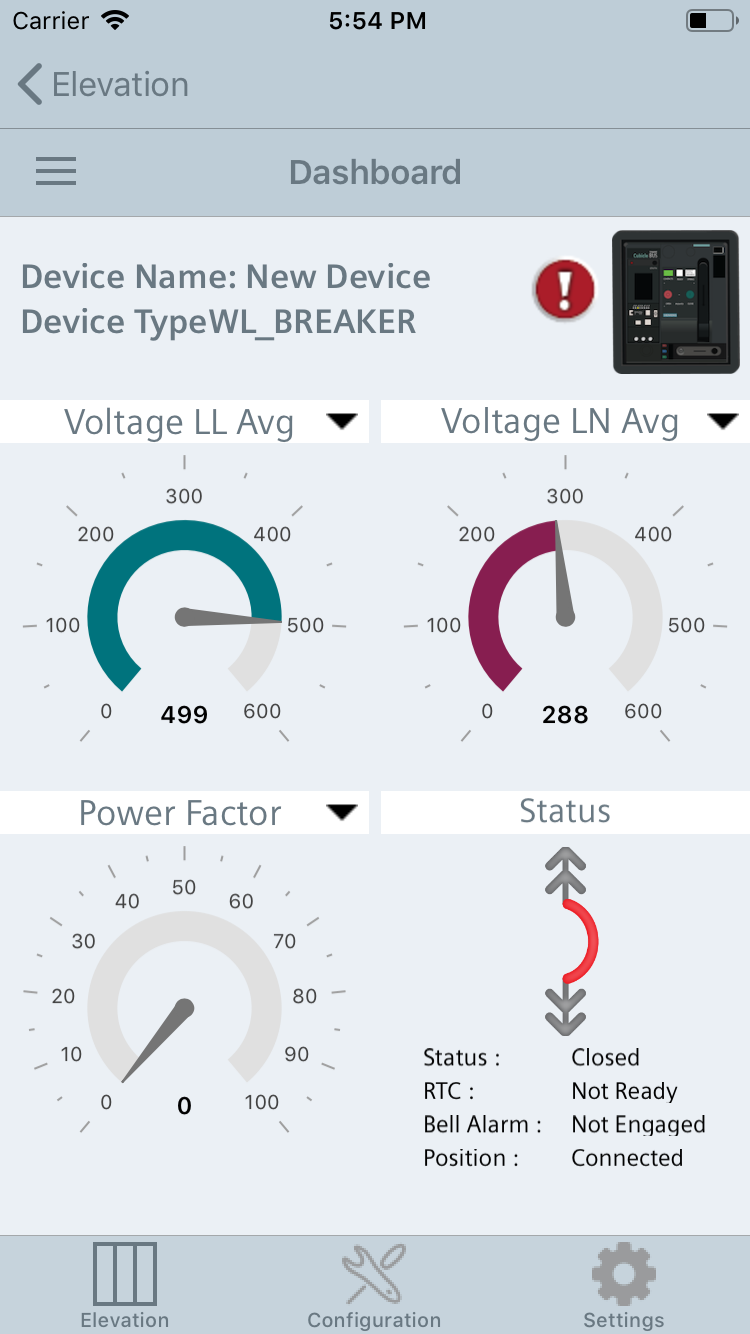 Carrier 5:54 PM
Elevation
Dashboard
Device Name: New Device
Device TypeWL_BREAKER
Voltage LL Avg
0
100
200
300
400
500
600
499
Voltage LN Avg
0
100
200
300
400
500
600
288
Power Factor
0
10
20
30
40
50
60
70
80
90
100
0
Status
Status : Closed
RTC : Not Ready
Bell Alarm : Not Engaged
Position : Connected
Elevation Configuration Settings